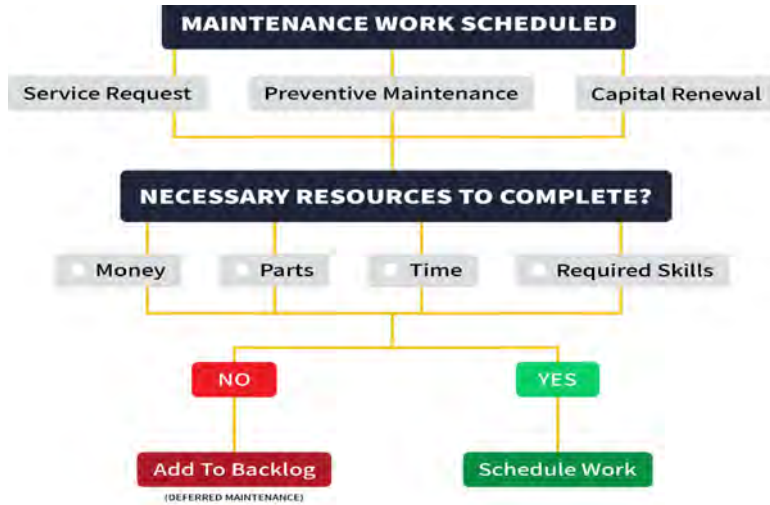 MAINTENANCE WORK SCHEDULED
Service Request
Preventive Maintenance
Capital Renewal
NECESSARY RESOURCES TO COMPLETE?
Money
Parts
Time
Required Skills
NO
YES
Add To Backlog
Schedule Work
(DEFERRED MAINTENANCE)